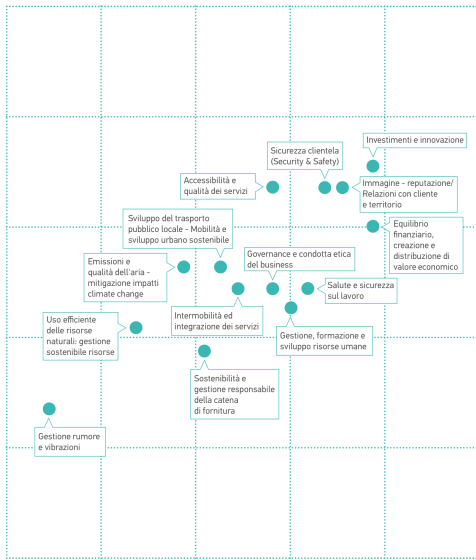 Investimenti e innovazione
Sicurezza clientela
(Security & Safety)
Accessibilità e
qualità dei servizi
Immagine - reputazione/
Relazioni con cliente
e territorio
Sviluppo del trasporto
pubblico locale - Mobilità e
sviluppo urbano sostenibile
Equilibrio
finanziario,
creazione e
distribuzione di
valore economico
Governance e condotta etica
del business
Emissioni e
qualità dell'aria -
mitigazione impatti
climate change
Salute e sicurezza
sul lavoro
Intermobilità ed
integrazione dei servizi
Uso efficiente
delle risorse
naturali: gestione
sostenibile risorse
Gestione, formazione e
sviluppo risorse umane
Sostenibilità e
gestione responsabile
della catena
di fornitura
Gestione rumore
e vibrazioni